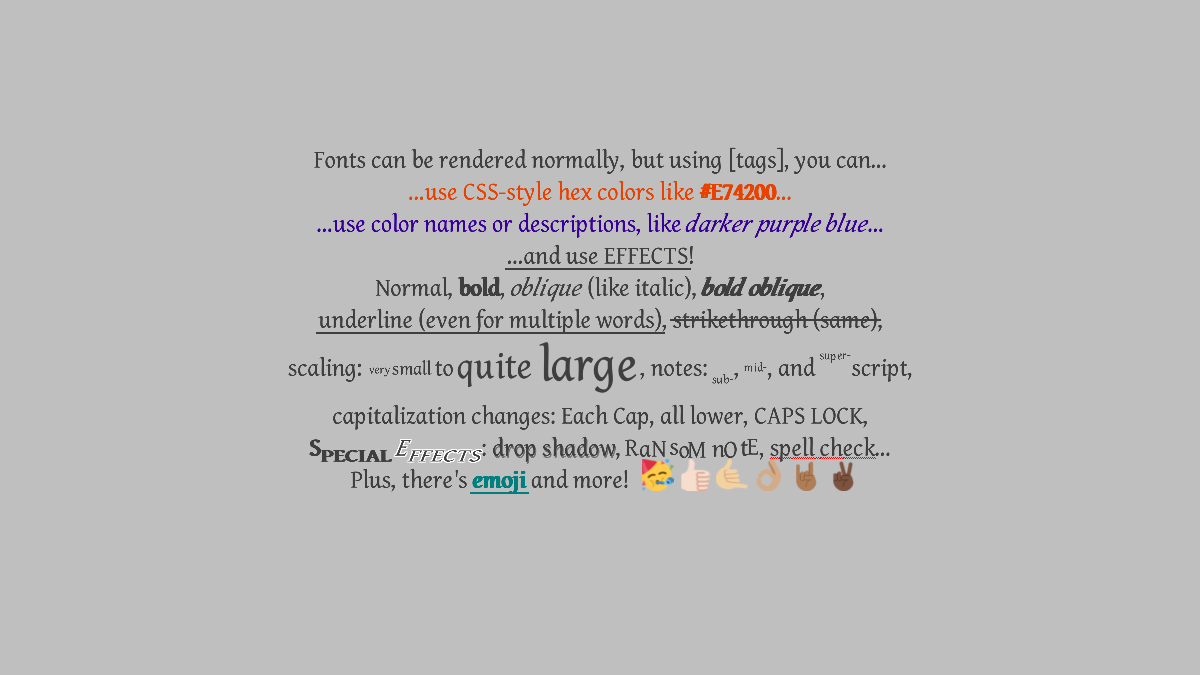 Fonts can be rendered normally, but using [tags], you can...
...use CSS-style hex colors like #E74200...
...use color names or descriptions, like darker purple blue...
...and use EFFECTS!
Normal, bold, oblique (like italic), bold oblique,
underline (even for multiple words), strikethrough (same),
scaling: very small to quite large, notes: sub-, mid-, and super-script,
capitalization changes: Each Cap, all lower, CAPS LOCK,
SPECIAL EFFECTS: drop shadow, RaNsoM nOtE, spell check...
Plus, there's emoji and more! 🥳👍🏻🤙🏼👌🏽🤘🏾✌🏿